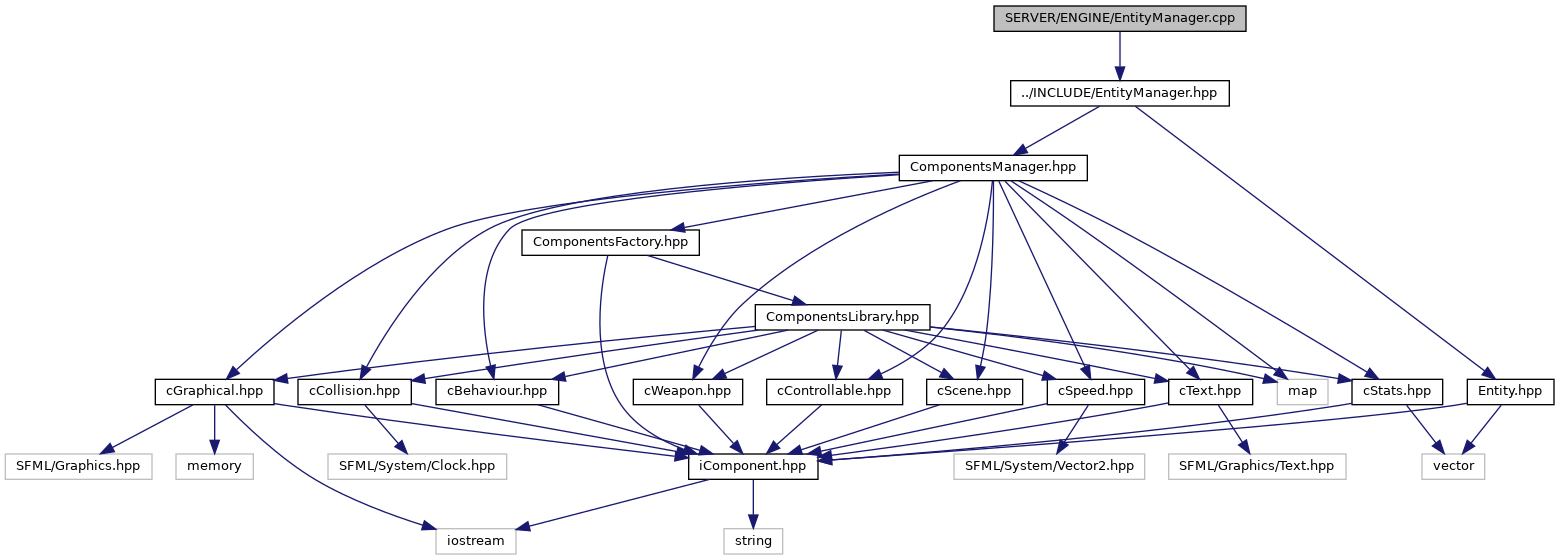 SERVER/ENGINE/EntityManager.cpp
../INCLUDE/EntityManager.hpp
ComponentsManager.hpp
ComponentsFactory.hpp
ComponentsLibrary.hpp
cGraphical.hpp
cCollision.hpp
cBehaviour.hpp
cWeapon.hpp
cControllable.hpp
cScene.hpp
cSpeed.hpp
cText.hpp
map
cStats.hpp
Entity.hpp
SFML/Graphics.hpp
memory
SFML/System/Clock.hpp
iComponent.hpp
SFML/System/Vector2.hpp
SFML/Graphics/Text.hpp
vector
iostream
string